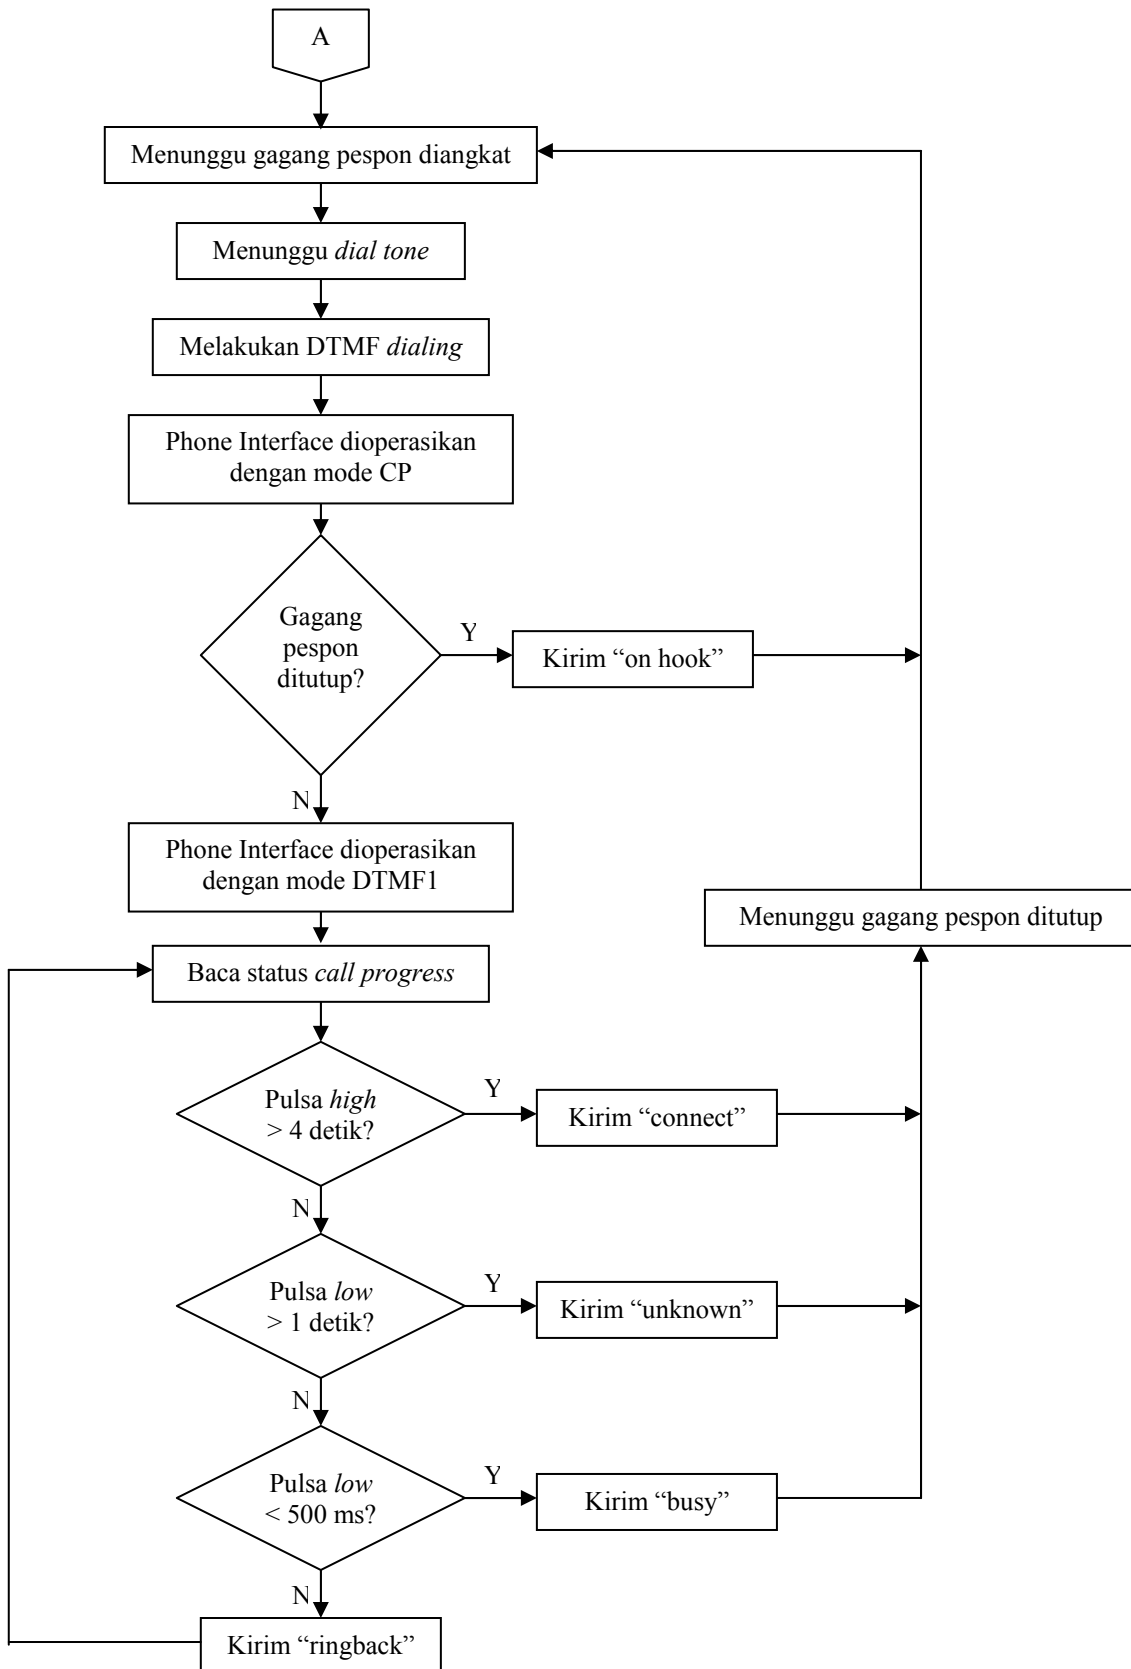 A
Menunggu gagang pespon diangkat
Menunggu dial tone
Melakukan DTMF dialing
Phone Interface dioperasikan
dengan mode CP
Gagang
pespon
ditutup?
Y
Kirim “on hook”
N
Phone Interface dioperasikan
dengan mode DTMF1
Menunggu gagang pespon ditutup
Baca status call progress
Pulsa high
> 4 detik?
Y
Kirim “connect”
N
Pulsa low
> 1 detik?
Y
Kirim “unknown”
N
Pulsa low
< 500 ms?
Y
Kirim “busy”
N
Kirim “ringback”